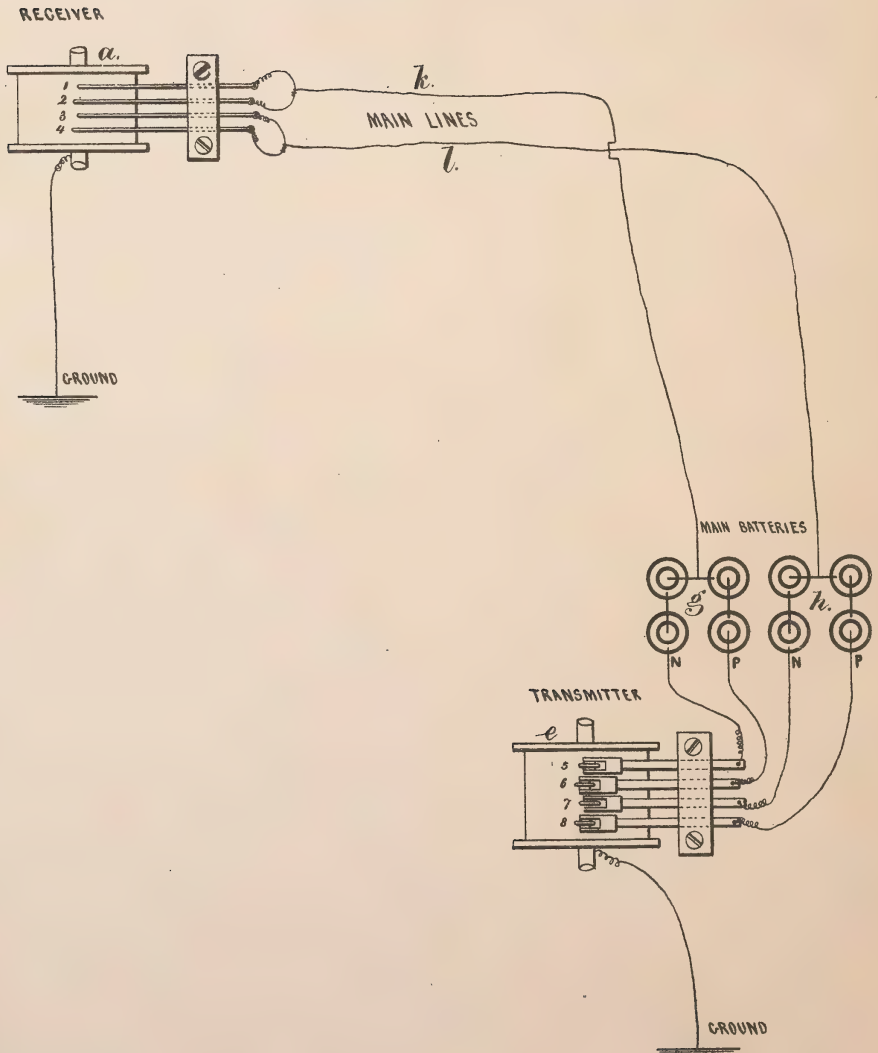 RECEIVER
a.
1
2
3
4
k.
MAIN LINES
l.
GROUND
MAIN BATTERIES
g
h.
N P N P
TRANSMITTER
e
5
6
7
8
GROUND